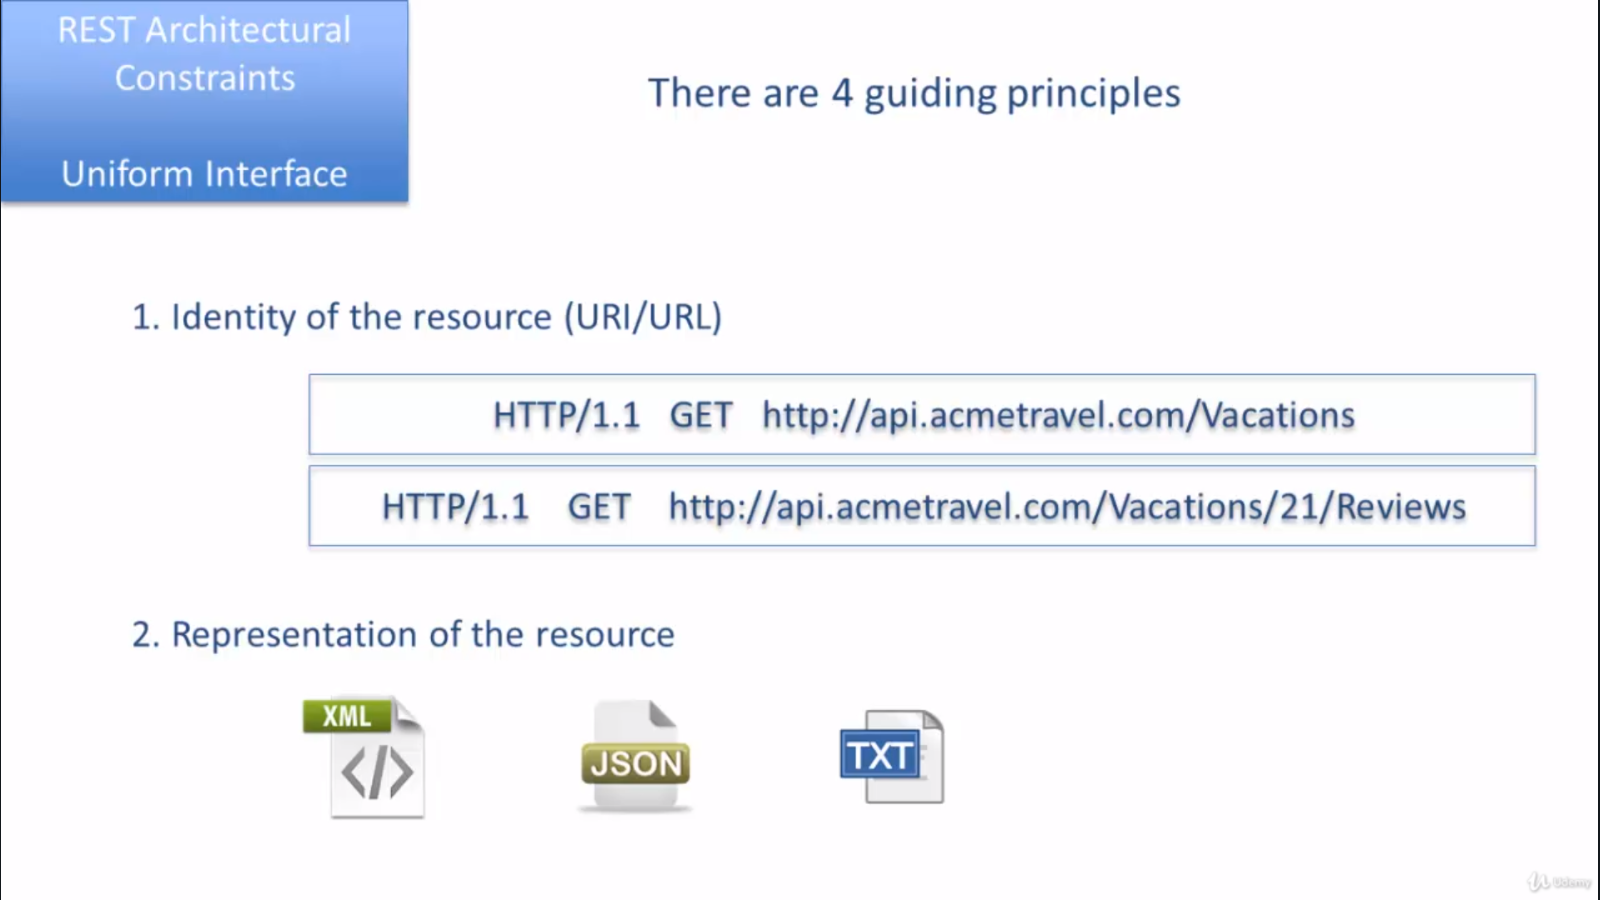 REST Architectural
Constraints
Uniform Interface
There are 4 guiding principles
1. Identity of the resource (URI/URL)
HTTP/1.1 GET http://api.acmetravel.com/Vacations
HTTP/1.1 GET http://api.acmetravel.com/Vacations/21/Reviews
2. Representation of the resource
XML
</>
JSON
TXT
Udemy